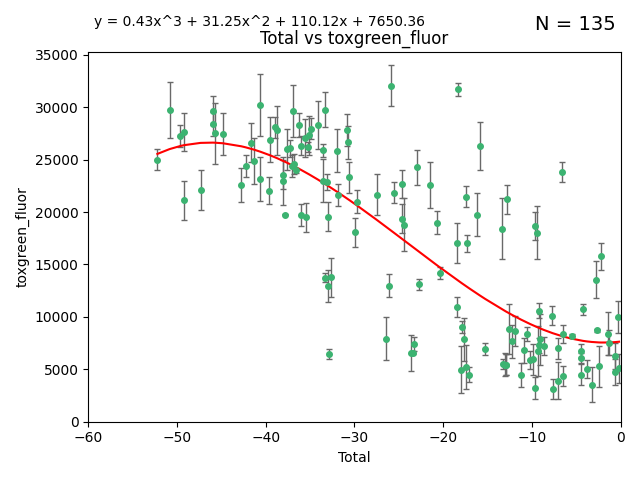 y = 0.43x^3 + 31.25x^2 + 110.12x + 7650.36
N = 135
Total vs toxgreen_fluor
35000
30000
25000
20000
15000
10000
5000
0
toxgreen_fluor
−60 −50 −40 −30 −20 −10 0
Total